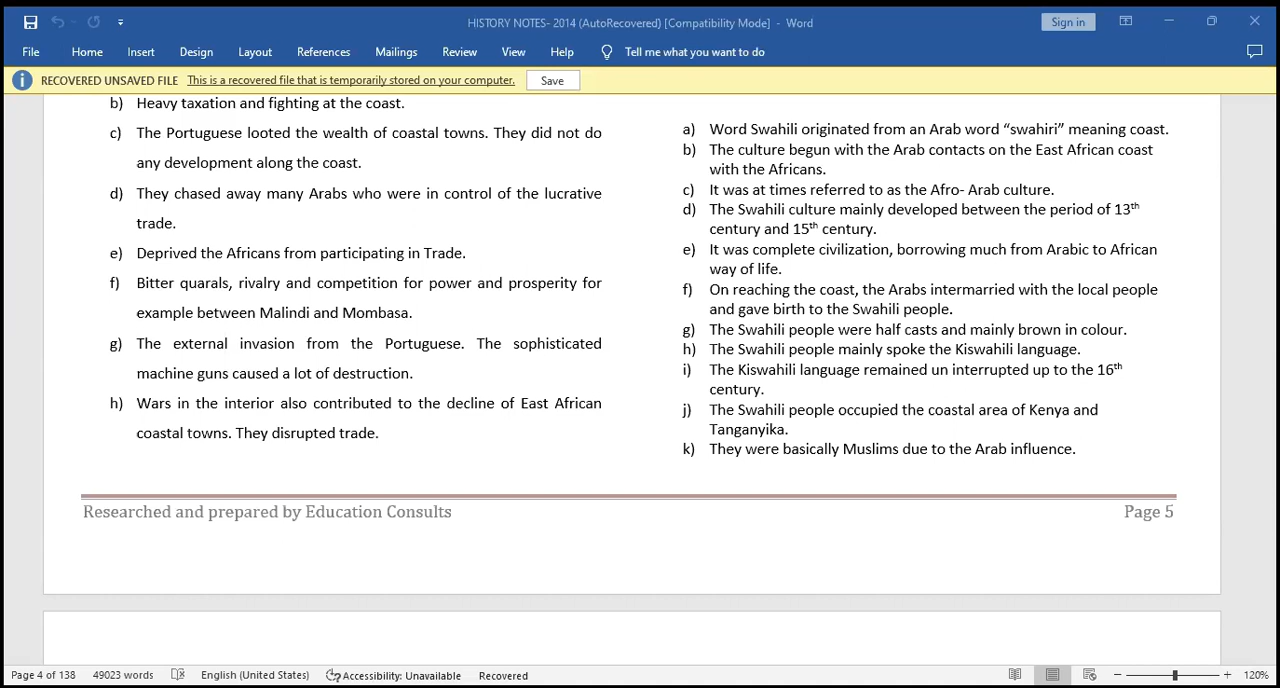 HISTORY NOTES- 2014 (AutoRecovered) [Compatibility Mode] - Word
Sign in
File Home Insert Design Layout References Mailings Review View Help Tell me what you want to do
RECOVERED UNSAVED FILE This is a recovered file that is temporarily stored on your computer. Save
b) Heavy taxation and fighting at the coast.
c) The Portuguese looted the wealth of coastal towns. They did not do
any development along the coast.
d) They chased away many Arabs who were in control of the lucrative
trade.
e) Deprived the Africans from participating in Trade.
f) Bitter quarals, rivalry and competition for power and prosperity for
example between Malindi and Mombasa.
g) The external invasion from the Portuguese. The sophisticated
machine guns caused a lot of destruction.
h) Wars in the interior also contributed to the decline of East African
coastal towns. They disrupted trade.
a) Word Swahili originated from an Arab word “swahiri” meaning coast.
b) The culture begun with the Arab contacts on the East African coast
with the Africans.
c) It was at times referred to as the Afro- Arab culture.
d) The Swahili culture mainly developed between the period of 13th
century and 15th century.
e) It was complete civilization, borrowing much from Arabic to African
way of life.
f) On reaching the coast, the Arabs intermarried with the local people
and gave birth to the Swahili people.
g) The Swahili people were half casts and mainly brown in colour.
h) The Swahili people mainly spoke the Kiswahili language.
i) The Kiswahili language remained un interrupted up to the 16th
century.
j) The Swahili people occupied the coastal area of Kenya and
Tanganyika.
k) They were basically Muslims due to the Arab influence.
Researched and prepared by Education Consults Page 5
Page 4 of 138 49023 words English (United States) Accessibility: Unavailable Recovered 120%